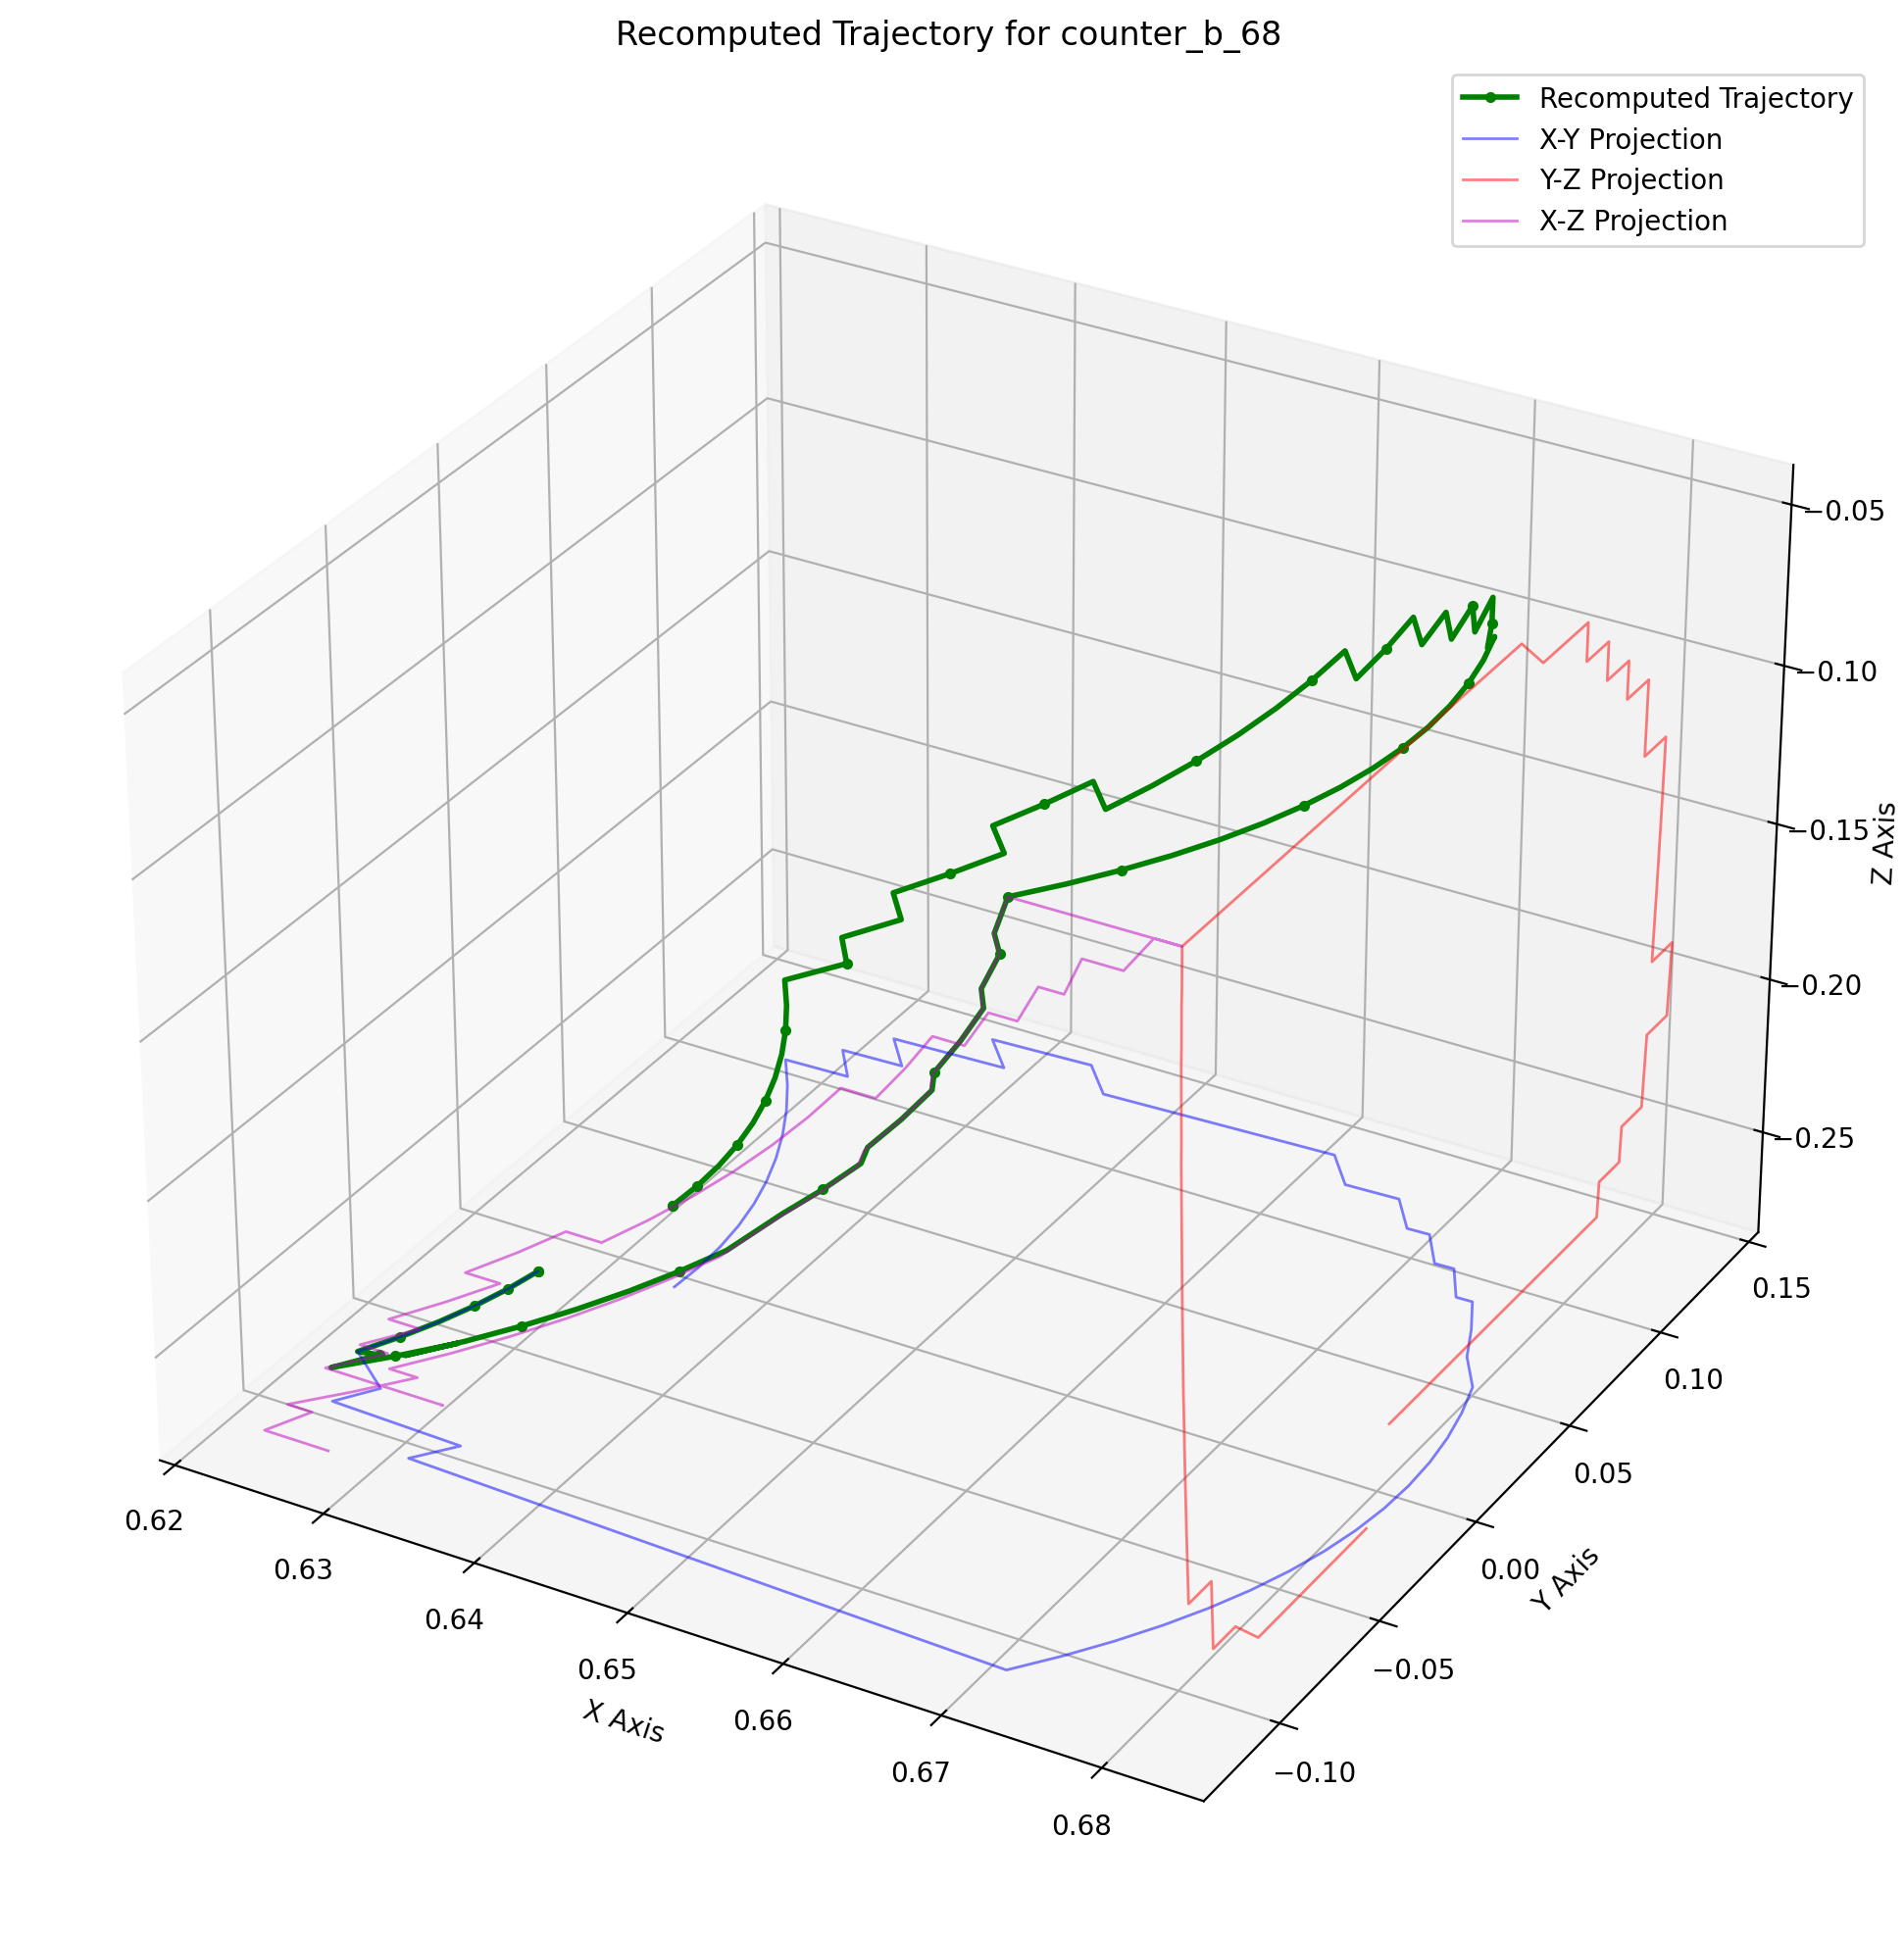 Recomputed Trajectory for counter_b_68
Recomputed Trajectory
X-Y Projection
Y-Z Projection
X-Z Projection
−0.05
−0.10
−0.15
−0.20
−0.25
Z Axis
0.15
0.10
0.05
0.00
−0.05
−0.10
Y Axis
0.62
0.63
0.64
0.65
0.66
0.67
0.68
X Axis